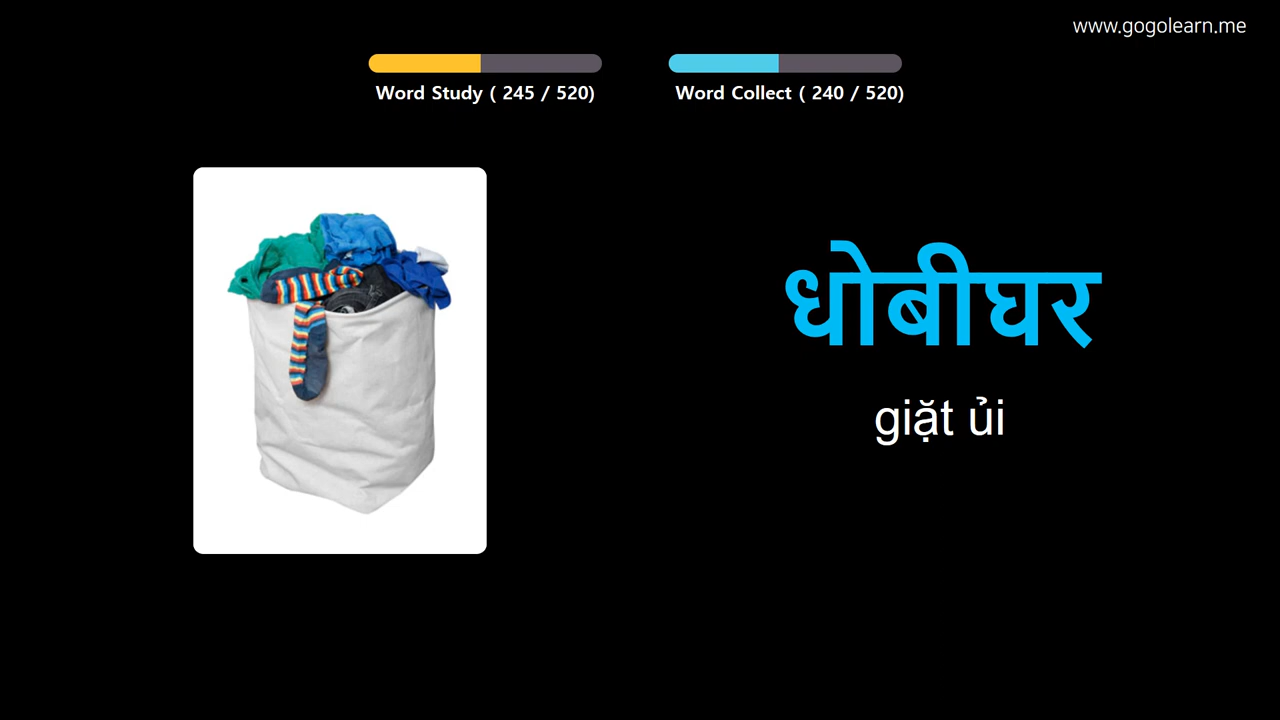 www.gogolearn.me
Word Study ( 245 / 520)
Word Collect ( 240 / 520)
धोबीघर
giặt ủi